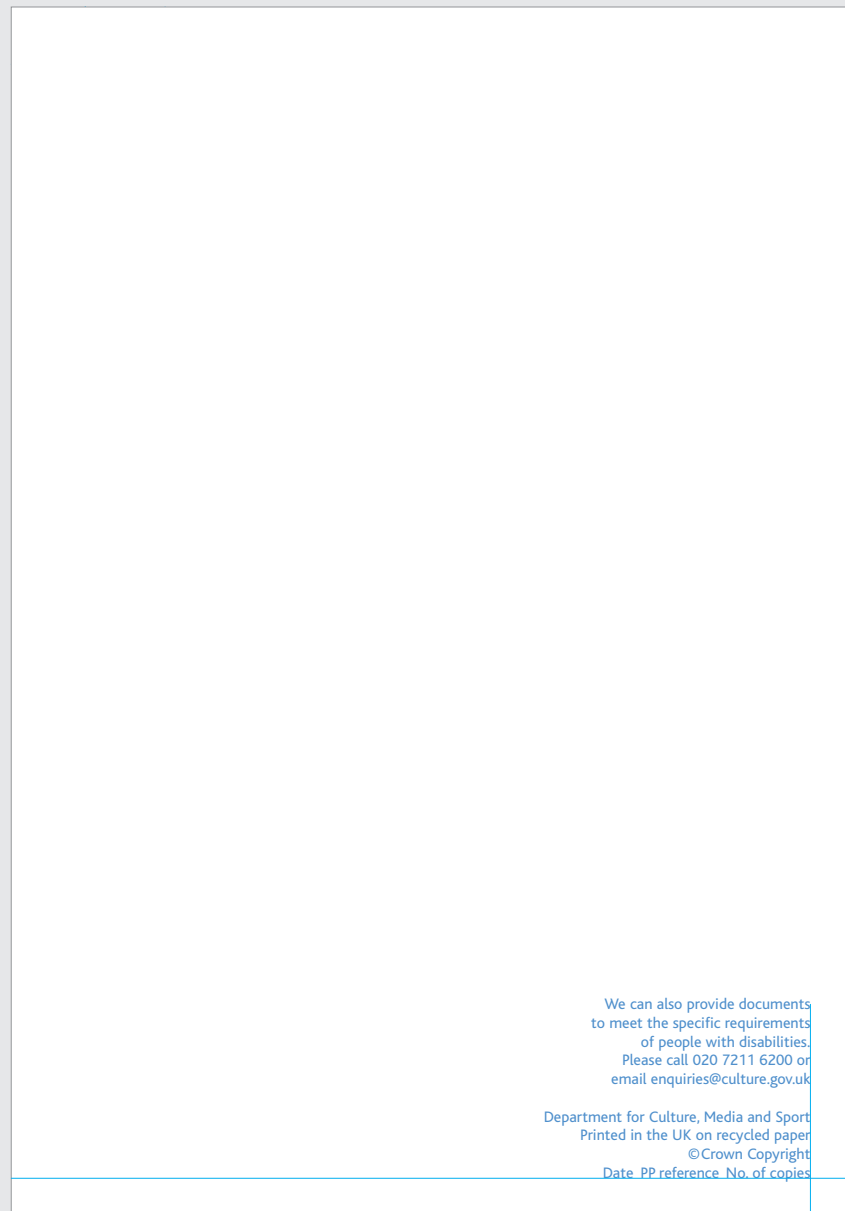 We can also provide documents
to meet the specific requirements
of people with disabilities.
Please call 020 7211 6200 or
email enquiries@culture.gov.uk
Department for Culture, Media and Sport
Printed in the UK on recycled paper
©Crown Copyright
Date PP reference No. of copies